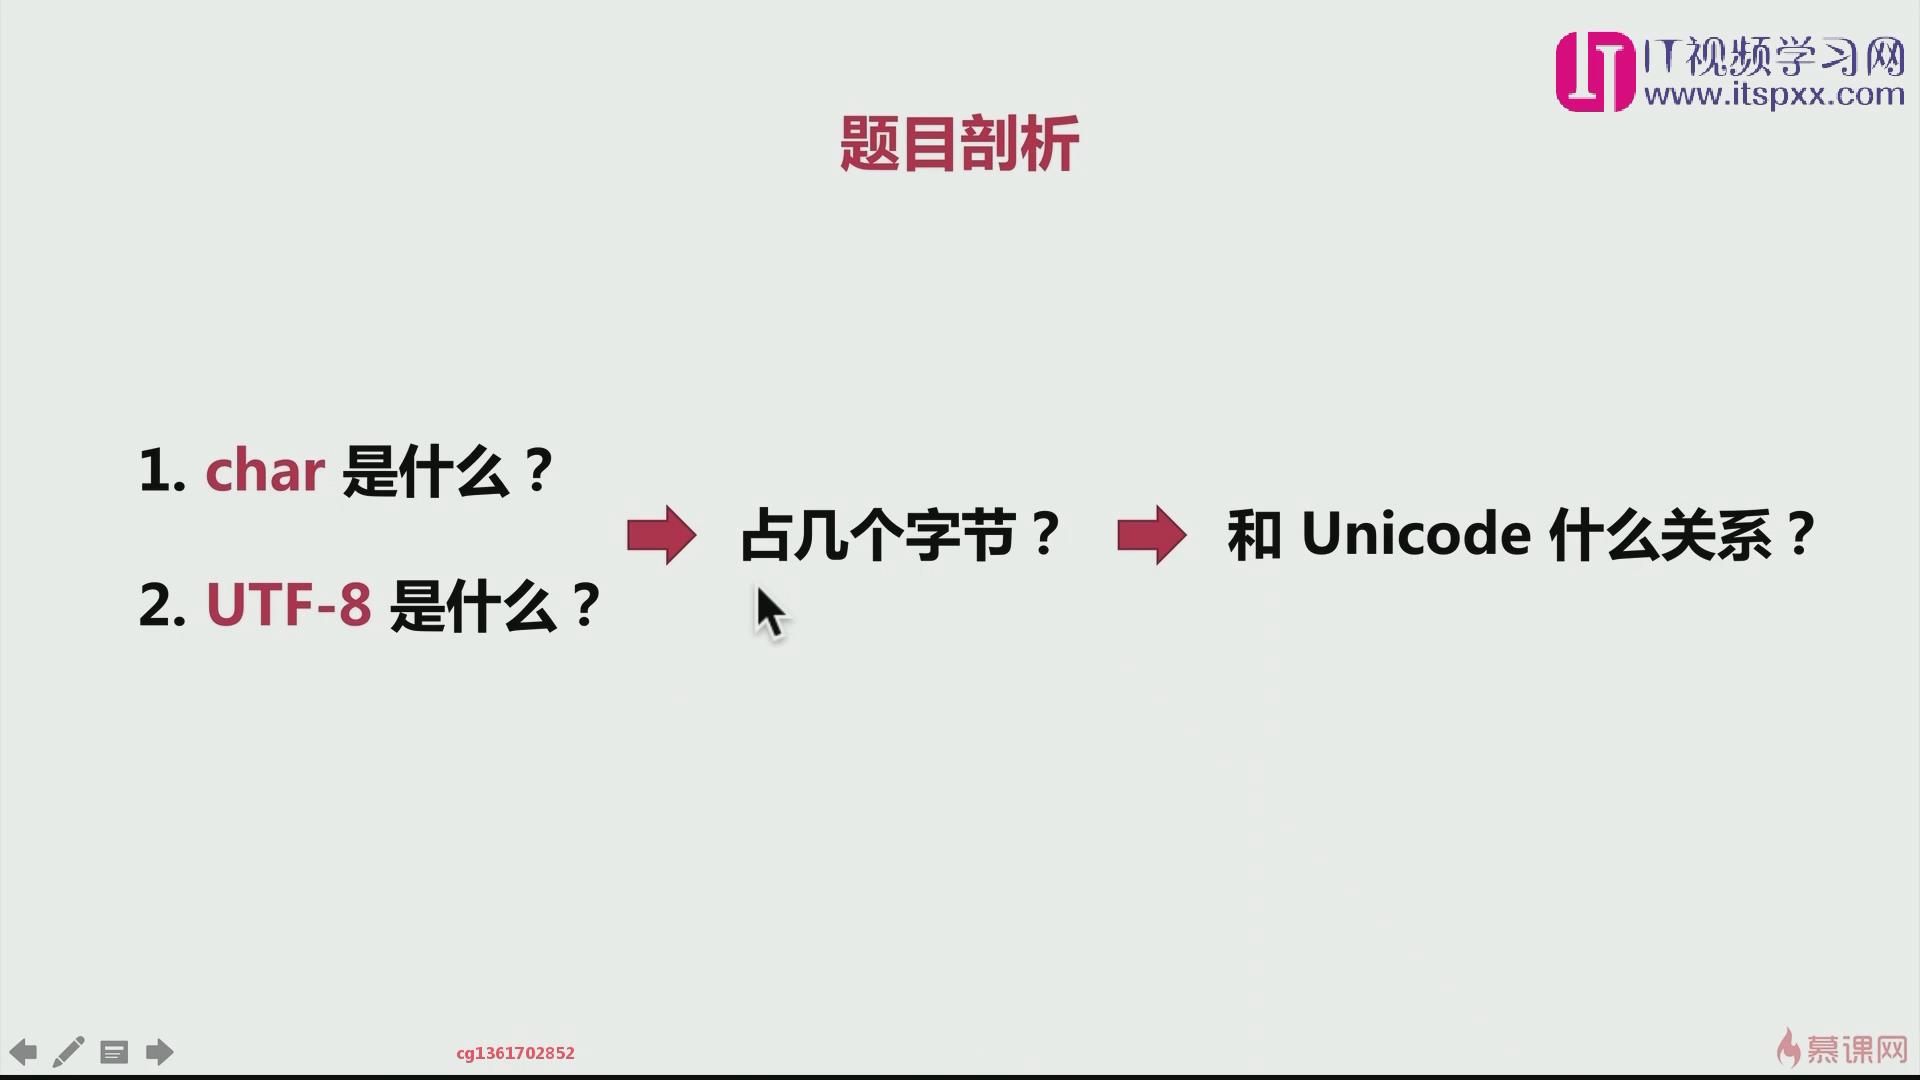 IT视频学习网
www.itspxx.com
题目剖析
1. char 是什么？
占几个字节？
和 Unicode 什么关系？
2. UTF-8 是什么？
cg1361702852
慕课网